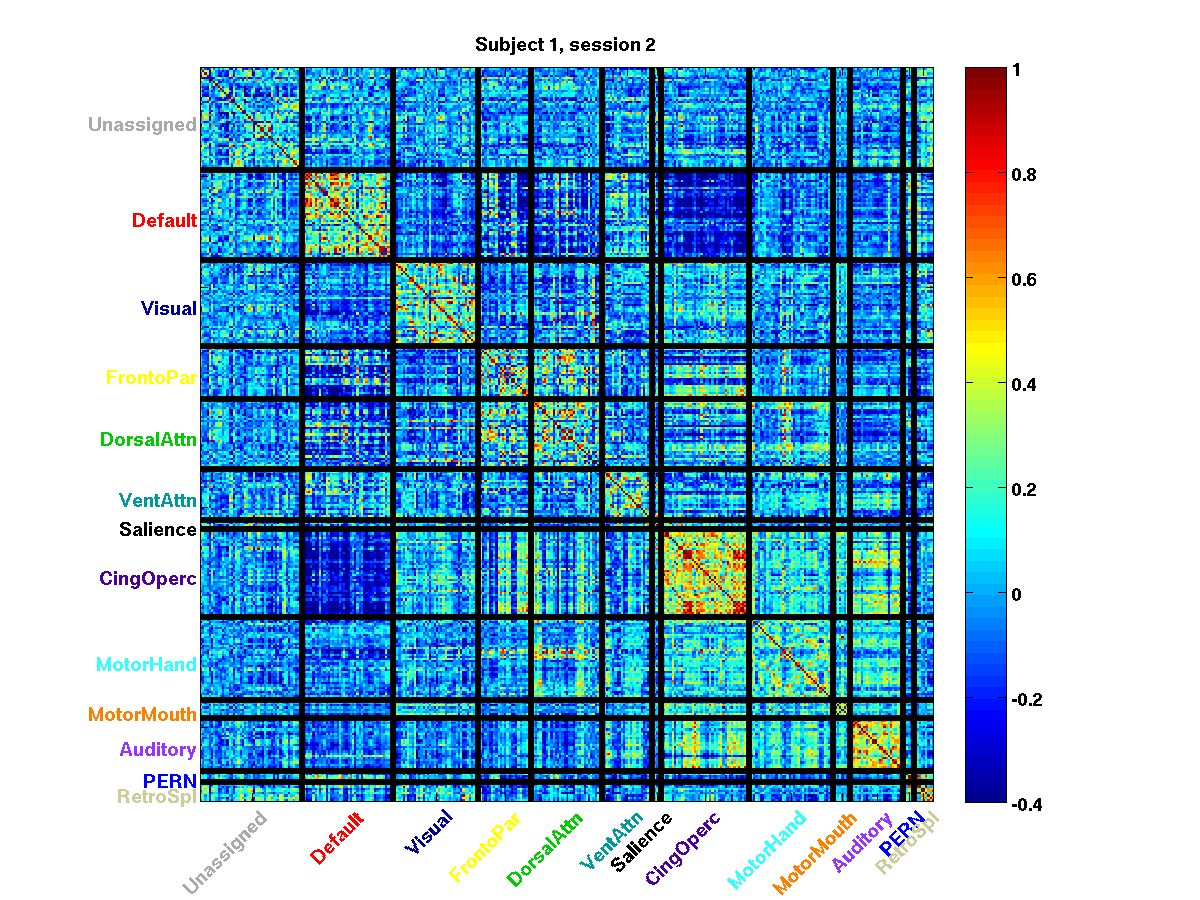 Subject 1, session 2
Unassigned
Default
Visual
FrontoPar
DorsalAttn
VentAttn
Salience
CingOperc
MotorHand
MotorMouth
Auditory
PERN
RetroSpl
Unassigned
Default
Visual
FrontoPar
DorsalAttn
VentAttn
Salience
CingOperc
MotorHand
MotorMouth
Auditory
PERN
RetroSpl
1
0.8
0.6
0.4
0.2
0
-0.2
-0.4